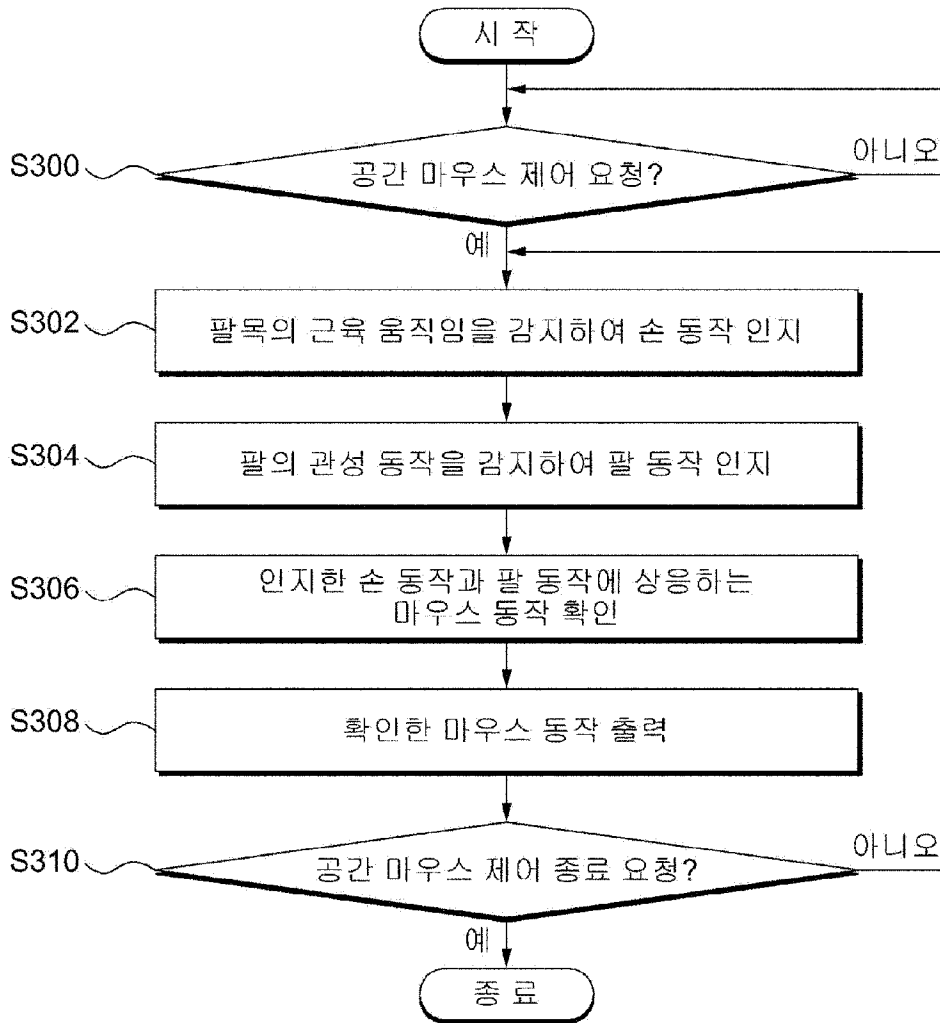 시 작
S300
공간 마우스 제어 요청?
아니오
예
S302
팔목의 근육 움직임을 감지하여 손 동작 인지
S304
팔의 관성 동작을 감지하여 팔 동작 인지
S306
인지한 손 동작과 팔 동작에 상응하는
마우스 동작 확인
S308
확인한 마우스 동작 출력
S310
공간 마우스 제어 종료 요청?
아니오
예
종 료